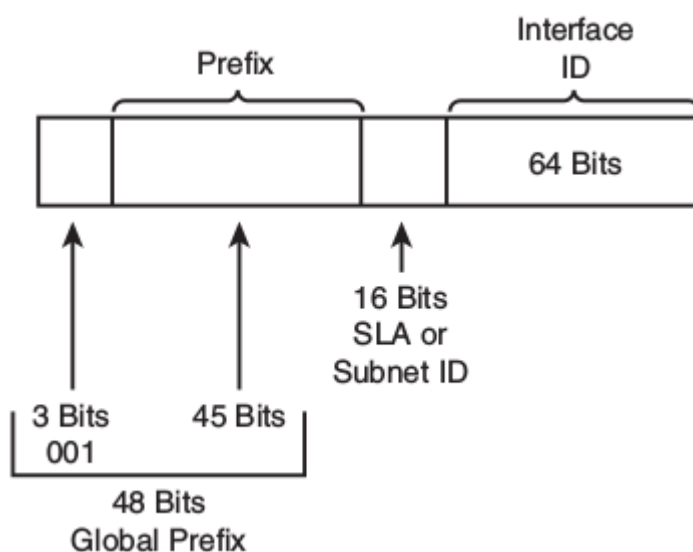 Interface
ID
Prefix
64 Bits
16 Bits
SLA or
Subnet ID
3 Bits
001
45 Bits
48 Bits
Global Prefix